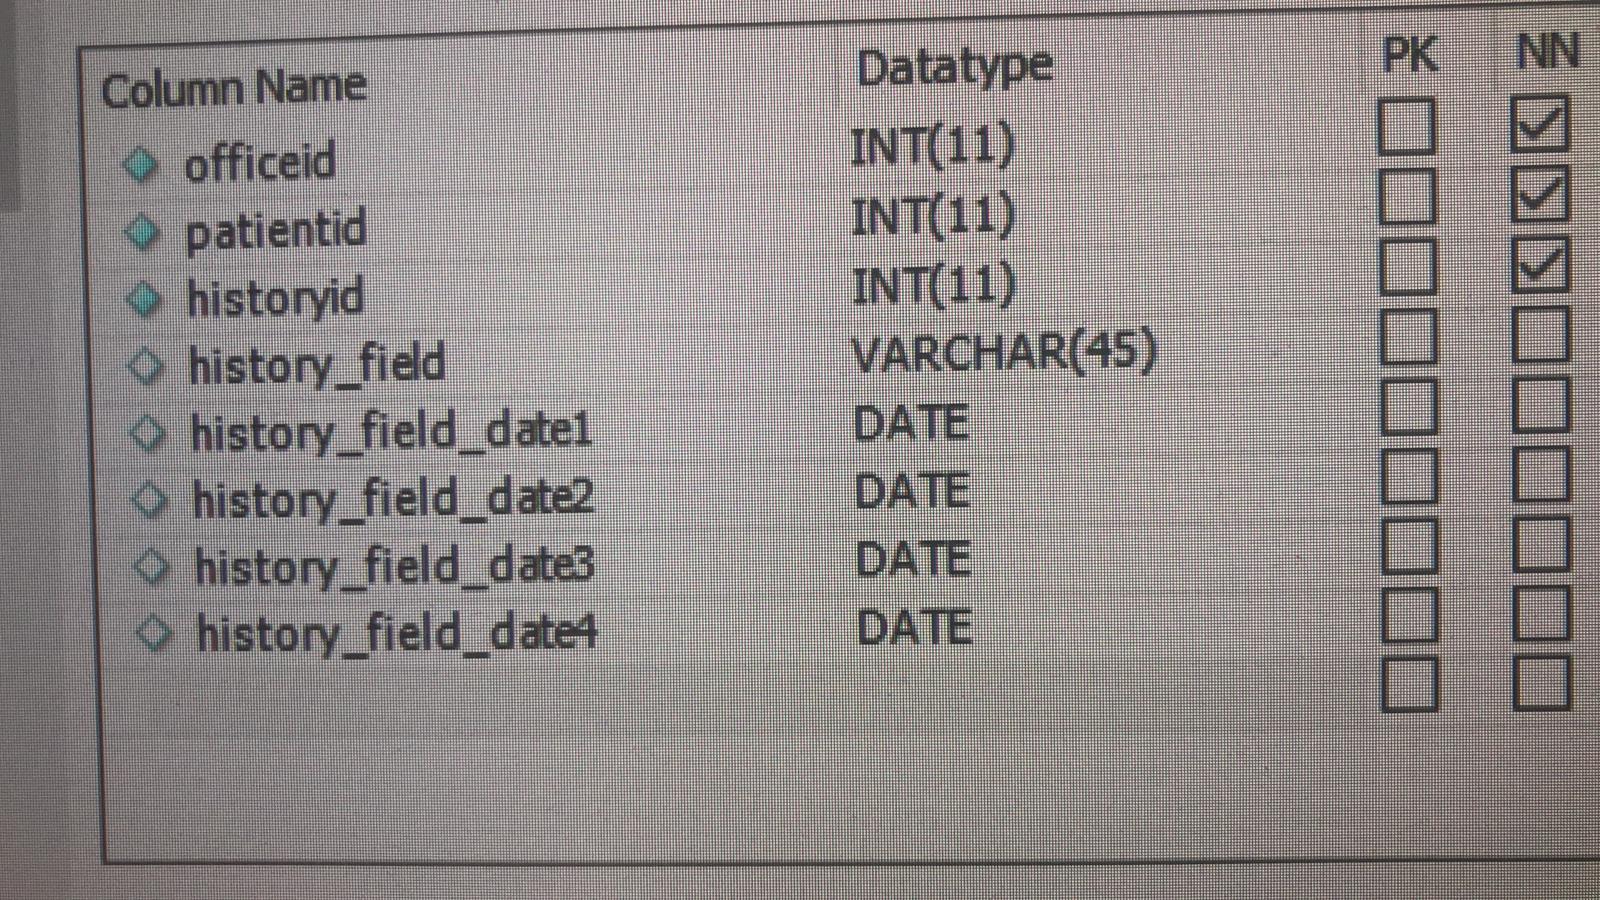 Column Name Datatype PK NN
officeid INT(11)
patientid INT(11)
historyid INT(11)
history_field VARCHAR(45)
history_field_date1 DATE
history_field_date2 DATE
history_field_date3 DATE
history_field_date4 DATE